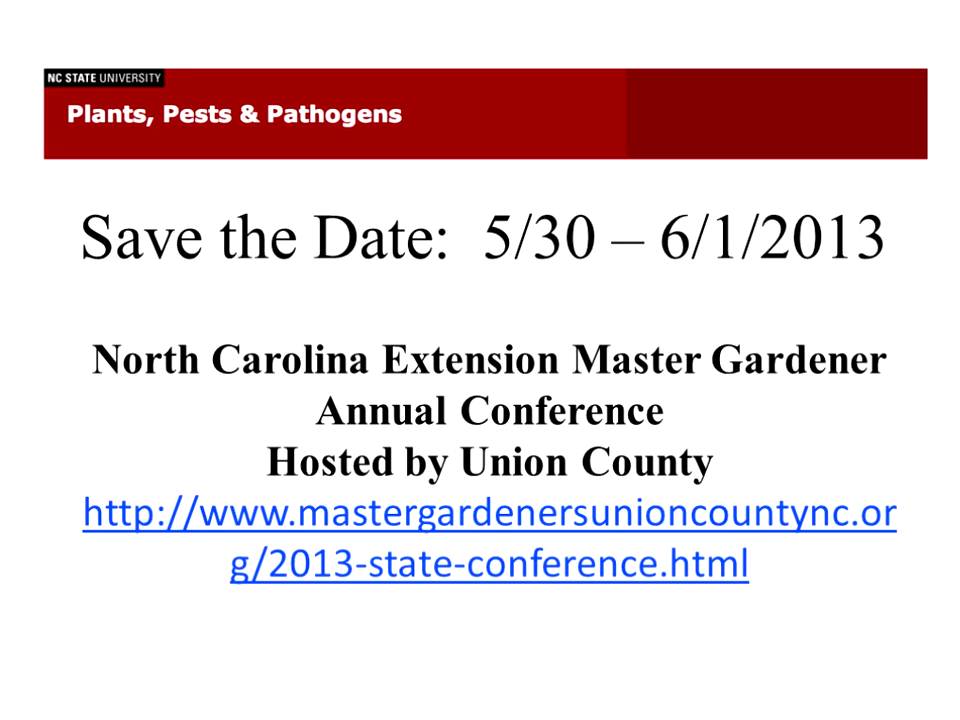 NC STATE UNIVERSITY
Plants, Pests & Pathogens
Save the Date:  5/30 – 6/1/2013
North Carolina Extension Master Gardener
Annual Conference
Hosted by Union County
http://www.mastergardenersunioncountync.or
g/2013-state-conference.html